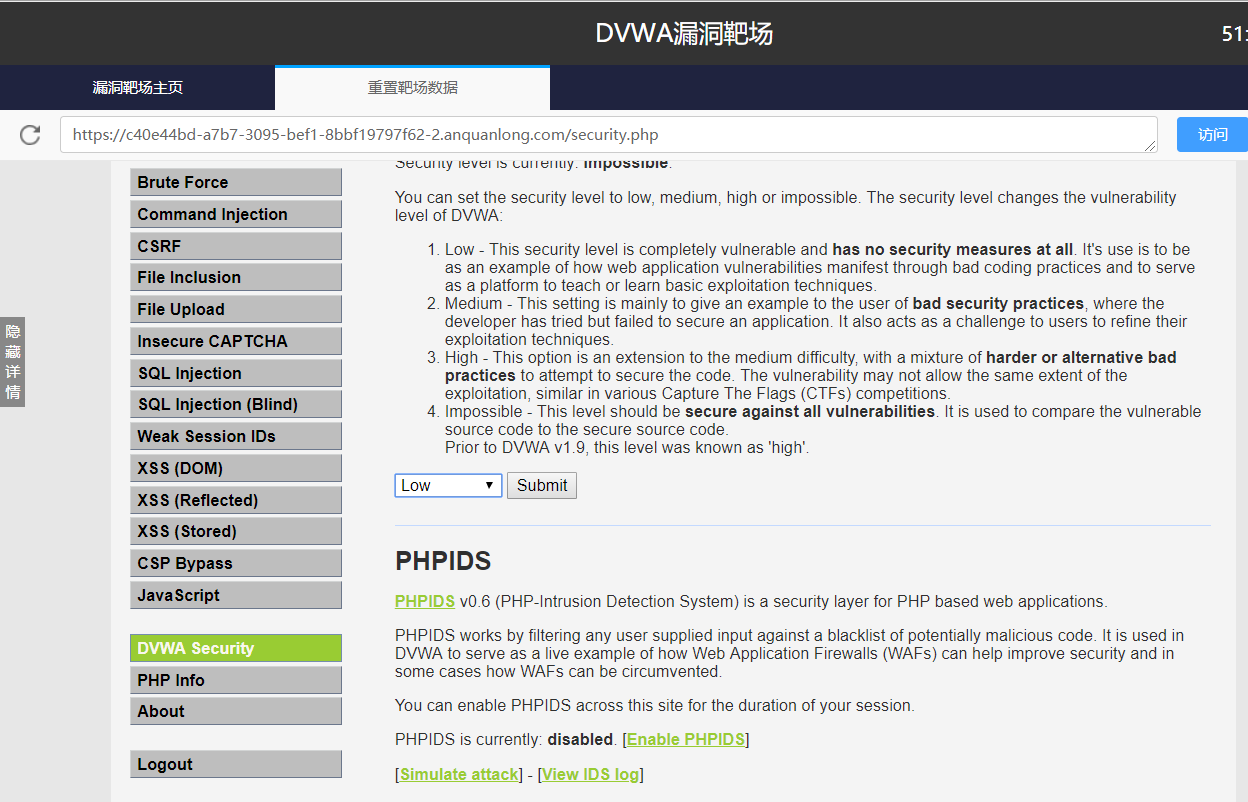 DVWA漏洞靶场
51:
漏洞靶场主页
重置靶场数据
https://c40e44bd-a7b7-3095-bef1-8bbf19797f62-2.anquanlong.com/security.php
访问
隐藏详情
Brute Force
Command Injection
CSRF
File Inclusion
File Upload
Insecure CAPTCHA
SQL Injection
SQL Injection (Blind)
Weak Session IDs
XSS (DOM)
XSS (Reflected)
XSS (Stored)
CSP Bypass
JavaScript
DVWA Security
PHP Info
About
Logout
Security level is currently: impossible.
You can set the security level to low, medium, high or impossible. The security level changes the vulnerability
level of DVWA:
1. Low - This security level is completely vulnerable and has no security measures at all. It's use is to be
as an example of how web application vulnerabilities manifest through bad coding practices and to serve
as a platform to teach or learn basic exploitation techniques.
2. Medium - This setting is mainly to give an example to the user of bad security practices, where the
developer has tried but failed to secure an application. It also acts as a challenge to users to refine their
exploitation techniques.
3. High - This option is an extension to the medium difficulty, with a mixture of harder or alternative bad
practices to attempt to secure the code. The vulnerability may not allow the same extent of the
exploitation, similar in various Capture The Flags (CTFs) competitions.
4. Impossible - This level should be secure against all vulnerabilities. It is used to compare the vulnerable
source code to the secure source code.
Prior to DVWA v1.9, this level was known as 'high'.
Low
Submit
PHPIDS
PHPIDS v0.6 (PHP-Intrusion Detection System) is a security layer for PHP based web applications.
PHPIDS works by filtering any user supplied input against a blacklist of potentially malicious code. It is used in
DVWA to serve as a live example of how Web Application Firewalls (WAFs) can help improve security and in
some cases how WAFs can be circumvented.
You can enable PHPIDS across this site for the duration of your session.
PHPIDS is currently: disabled. [Enable PHPIDS]
[Simulate attack] - [View IDS log]